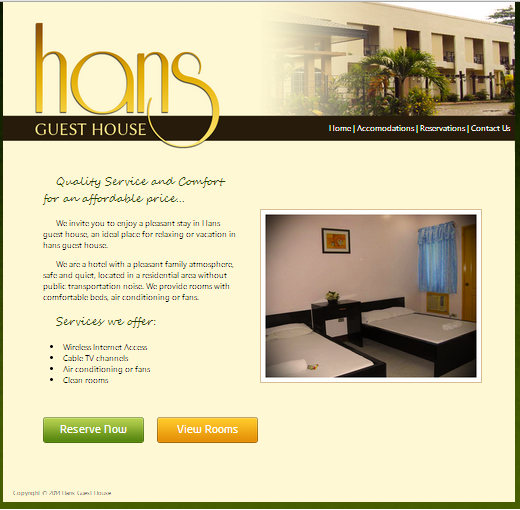 hans
GUEST HOUSE
Home | Accomodations | Reservations | Contact Us
Quality Service and Comfort
for an affordable price...
We invite you to enjoy a pleasant stay in Hans
guest house, an ideal place for relaxing or vacation in
hans guest house.
We are a hotel with a pleasant family atmosphere,
safe and quiet, located in a residential area without
public transportation noise. We provide rooms with
comfortable beds, air conditioning or fans.
Services we offer:
Wireless Internet Access
Cable TV channels
Air conditioning or fans
Clean rooms
Reserve Now
View Rooms
Copyright © 2014 Hans Guest House